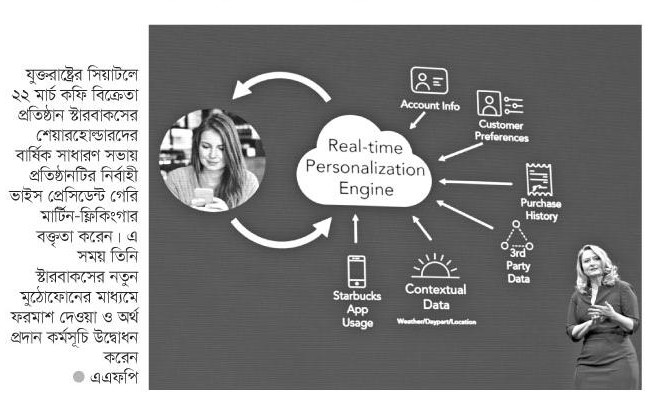 যুক্তরাষ্ট্রের সিয়াটলে
২২ মার্চ কফি বিক্রেতা
প্রতিষ্ঠান স্টারবাকসের
শেয়ারহোল্ডারদের
বার্ষিক সাধারণ সভায়
প্রতিষ্ঠানটির নির্বাহী
ভাইস প্রেসিডেন্ট গেরি
মার্টিন-ফ্লিকিংগার
বক্তৃতা করেন। এ
সময় তিনি
স্টারবাকসের নতুন
মুঠোফোনের মাধ্যমে
ফরমাশ দেওয়া ও অর্থ
প্রদান কর্মসূচি উদ্বোধন
করেন
● এএফপি
Real-time
Personalization
Engine
Account Info
Customer
Preferences
Purchase
History
3rd
Party
Data
Contextual
Data
Weather/Daypart/Location
Starbucks
App
Usage